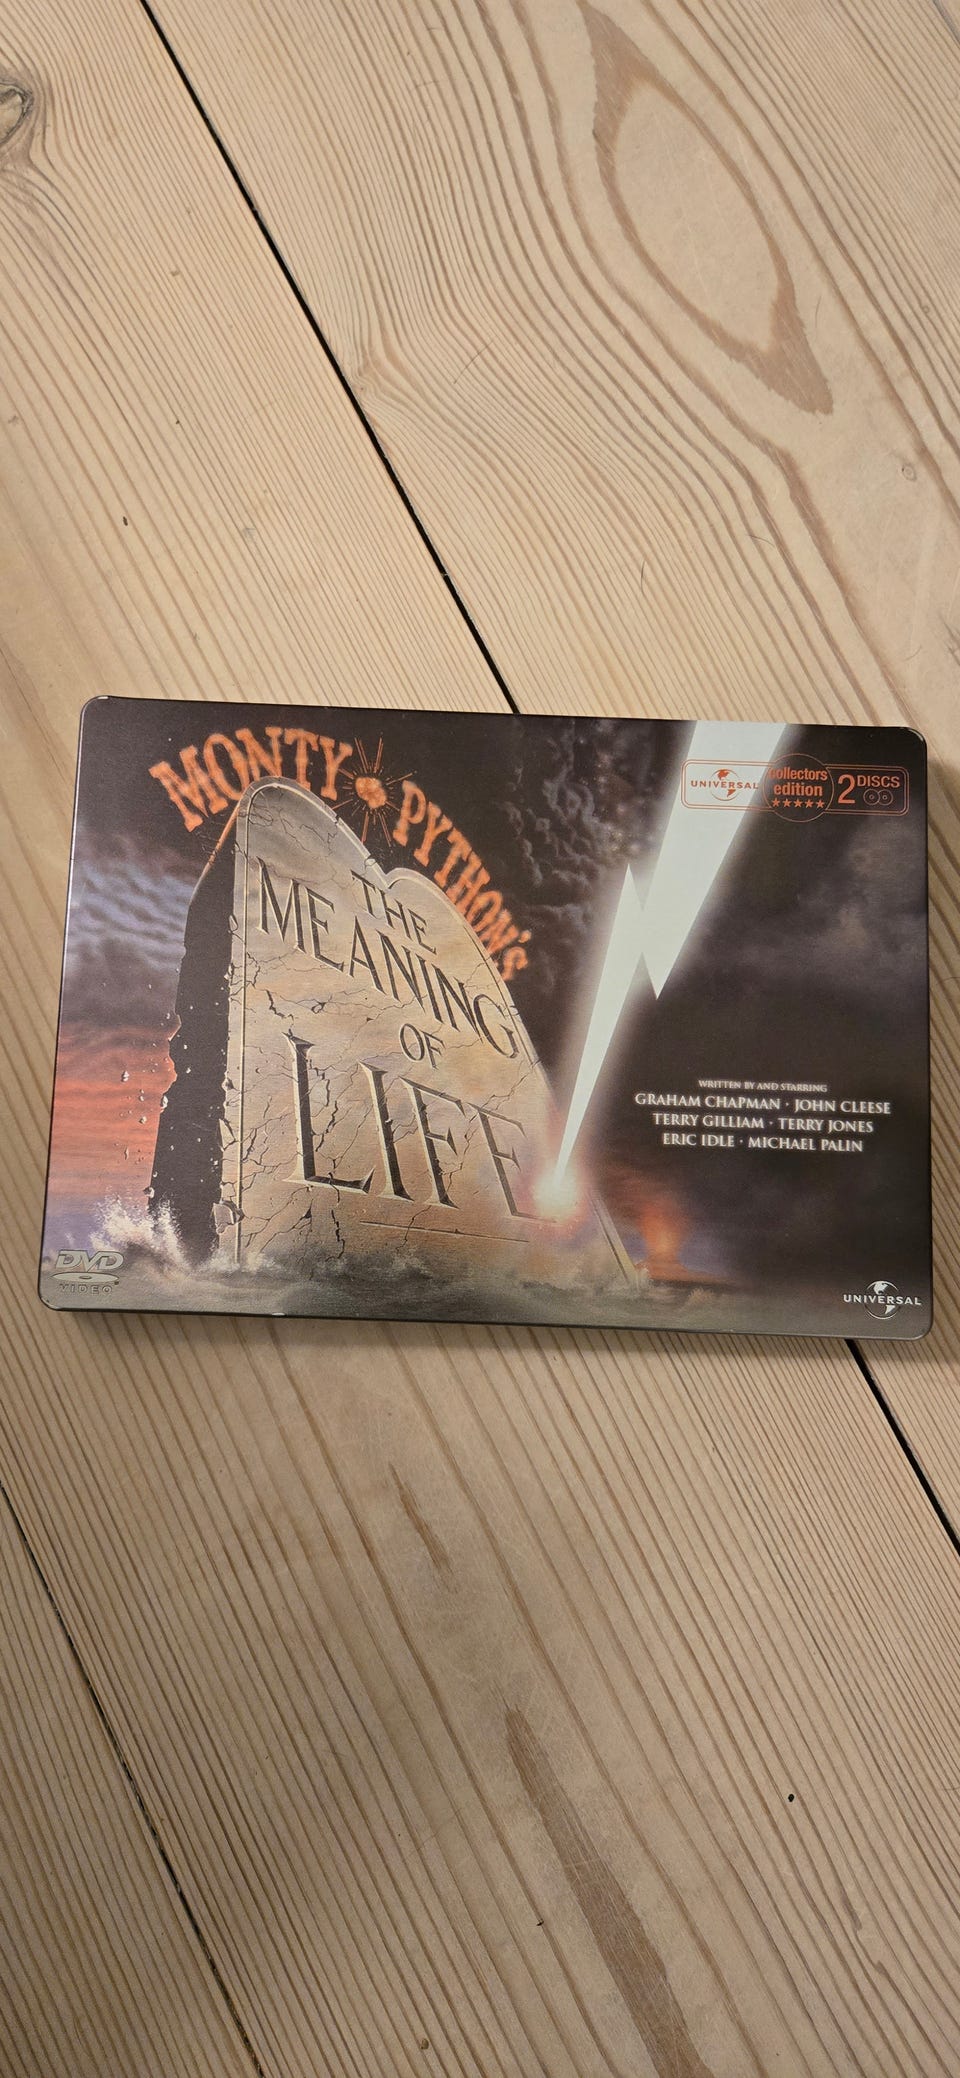 MONTY PYTHON'S
THE
MEANING
OF
LIFE
UNIVERSAL
collectors
edition
2 DISCS
WRITTEN BY AND STARRING
GRAHAM CHAPMAN · JOHN CLEESE
TERRY GILLIAM · TERRY JONES
ERIC IDLE · MICHAEL PALIN
DVD
VIDEO
UNIVERSAL